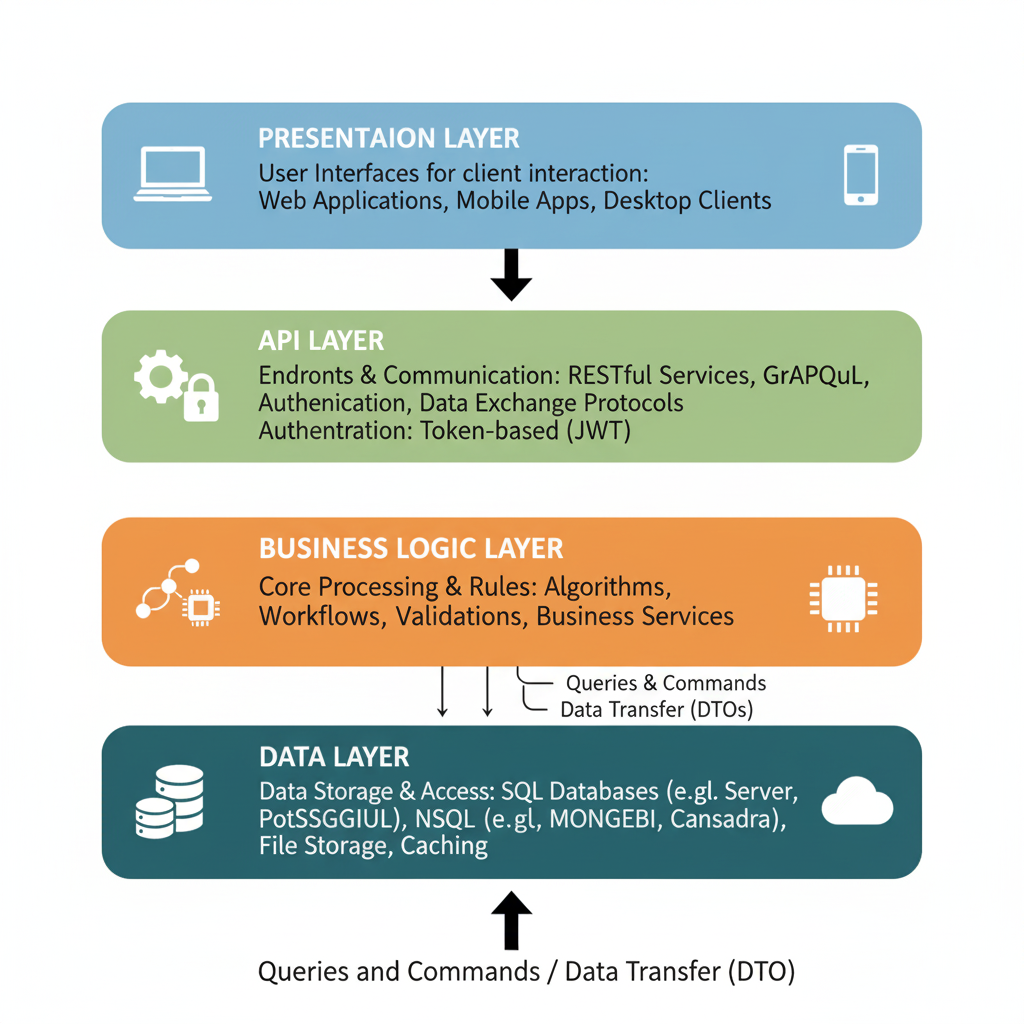 PRESENTAION LAYER
User Interfaces for client interaction:
Web Applications, Mobile Apps, Desktop Clients
API LAYER
Endronts & Communication: RESTful Services, GrAPQuL,
Authenication, Data Exchange Protocols
Authentration: Token-based (JWT)
BUSINESS LOGIC LAYER
Core Processing & Rules: Algorithms,
Workflows, Validations, Business Services
Queries & Commands
Data Transfer (DTOs)
DATA LAYER
Data Storage & Access: SQL Databases (e.gl. Server,
PotSSGGIUL), NSQL (e.gl, MONGEBI, Cansadra),
File Storage, Caching
Queries and Commands / Data Transfer (DTO)